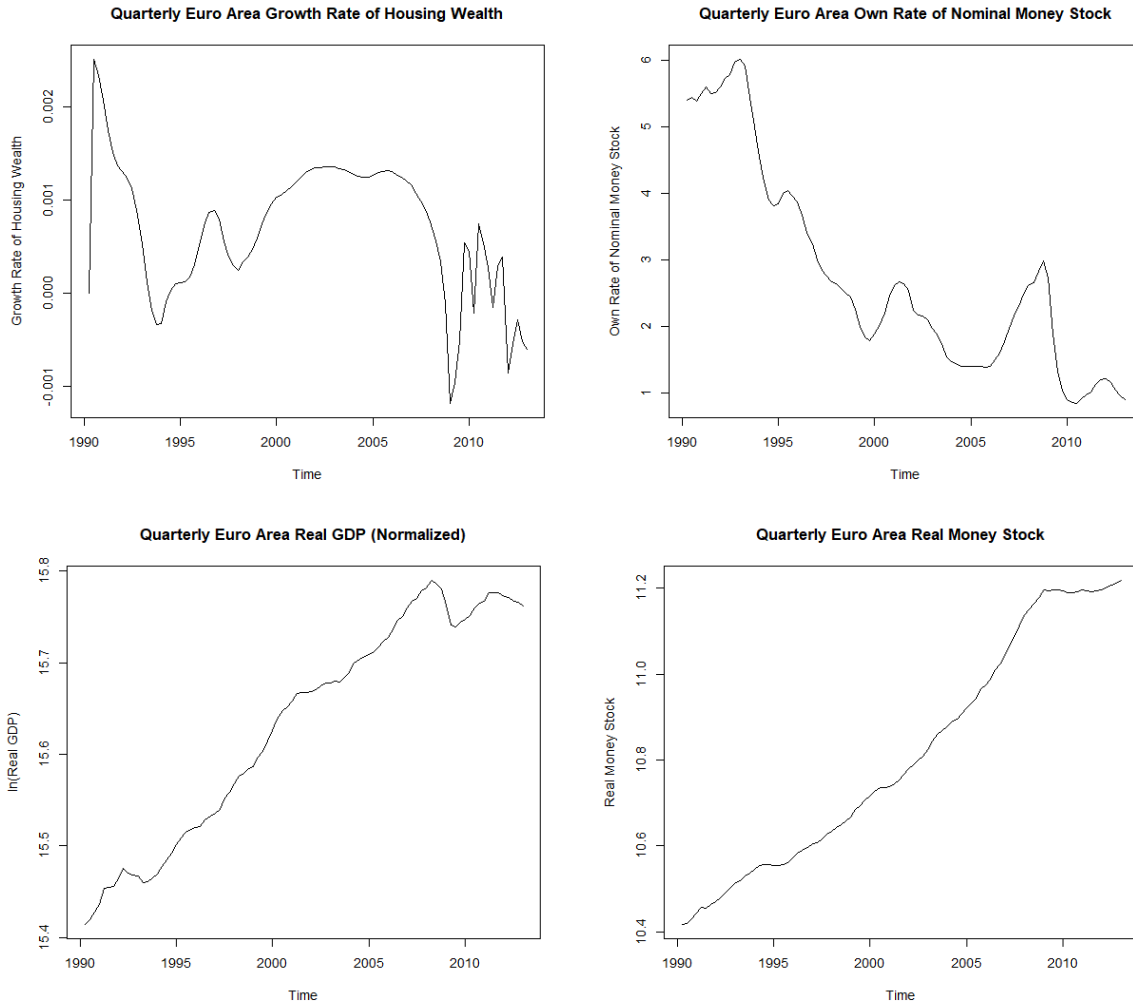 Quarterly Euro Area Growth Rate of Housing Wealth
Growth Rate of Housing Wealth
0.002
0.001
0.000
-0.001
1990 1995 2000 2005 2010
Time
Quarterly Euro Area Own Rate of Nominal Money Stock
Own Rate of Nominal Money Stock
6
5
4
3
2
1
1990 1995 2000 2005 2010
Time
Quarterly Euro Area Real GDP (Normalized)
ln(Real GDP)
15.8
15.7
15.6
15.5
15.4
1990 1995 2000 2005 2010
Time
Quarterly Euro Area Real Money Stock
Real Money Stock
11.2
11.0
10.8
10.6
10.4
1990 1995 2000 2005 2010
Time